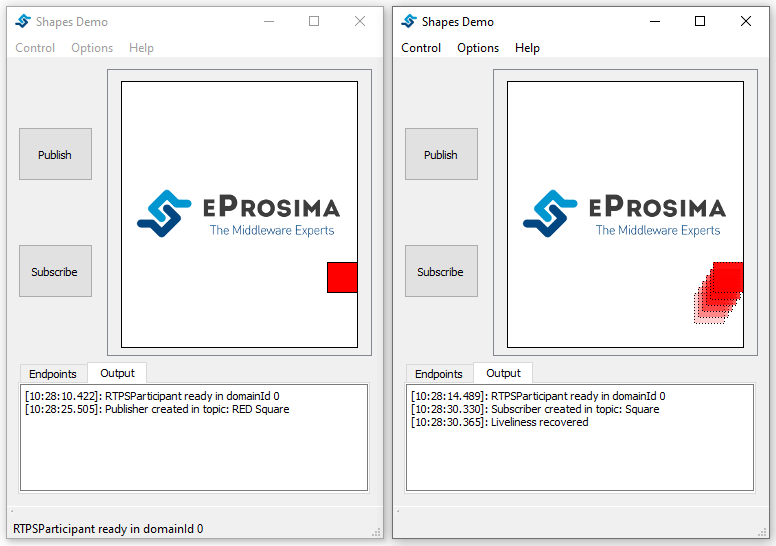 Shapes Demo
Control Options Help
Publish
Subscribe
EPROSIMA
The Middleware Experts
Endpoints Output
[10:28:10.422]: RTPSParticipant ready in domainId 0
[10:28:25.505]: Publisher created in topic: RED Square
RTPSParticipant ready in domainId 0
Shapes Demo
Control Options Help
Publish
Subscribe
EPROSIMA
The Middleware Experts
Endpoints Output
[10:28:14.489]: RTPSParticipant ready in domainId 0
[10:28:30.330]: Subscriber created in topic: Square
[10:28:30.365]: Liveliness recovered